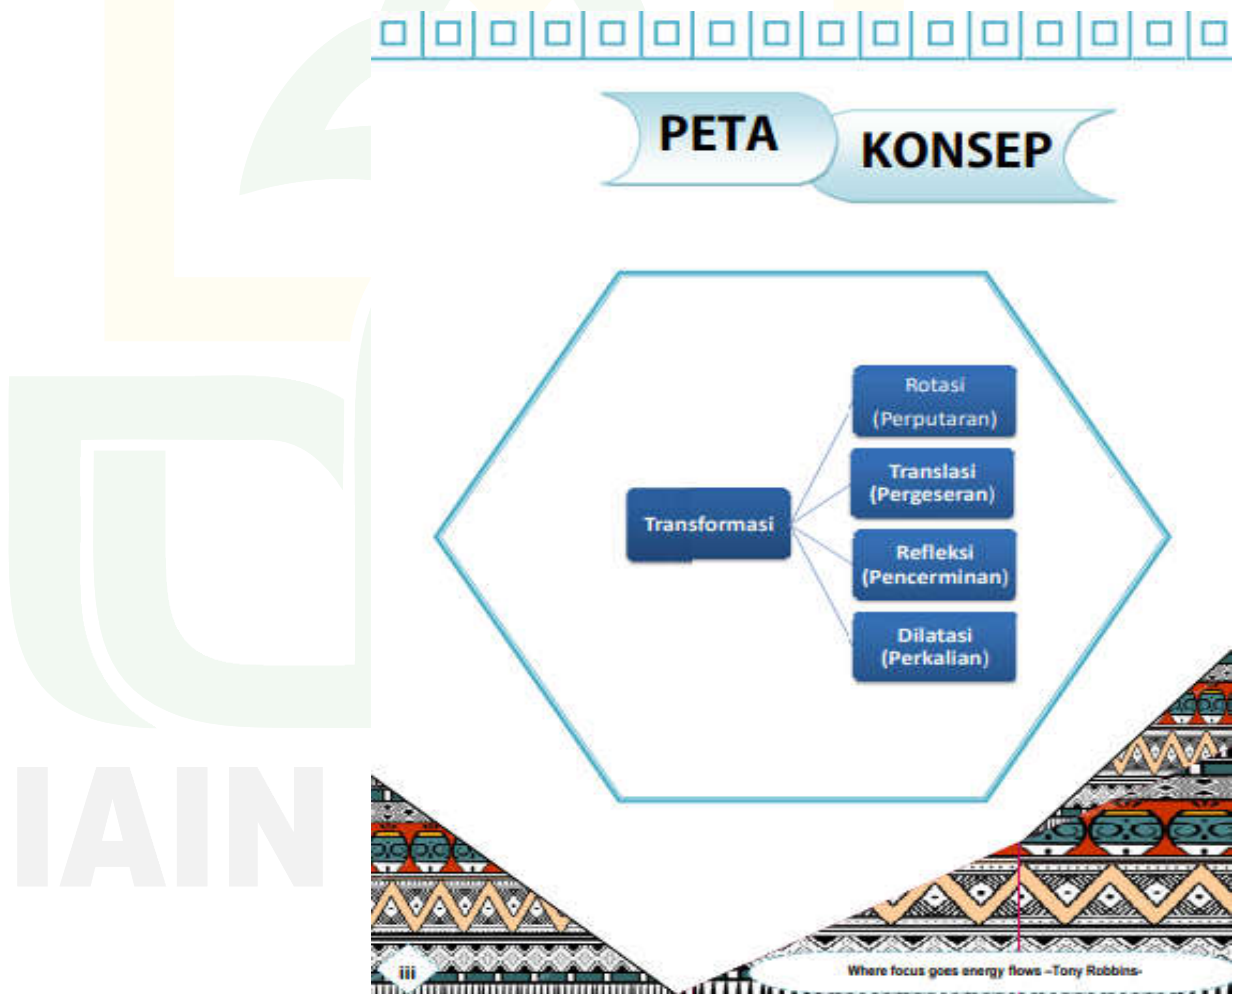 PETA KONSEP
Rotasi
(Perputaran)
Translasi
(Pergeseran)
Transformasi
Refleksi
(Pencerminan)
Dilatasi
(Perkalian)
IAIN
iii
Where focus goes energy flows –Tony Robbins-